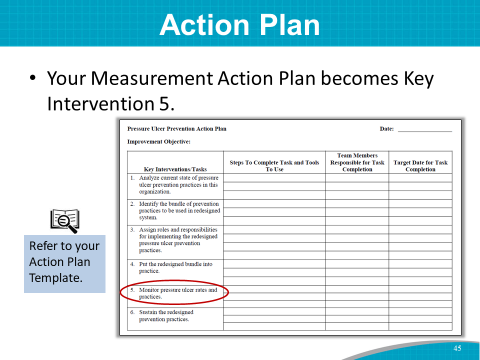 Action Plan
• Your Measurement Action Plan becomes Key
Intervention 5.
Pressure Ulcer Prevention Action Plan Date: ____________
Improvement Objective:
Key Interventions/Tasks
Steps To Complete Task and Tools
To Use
Team Members
Responsible for Task
Completion
Target Date for Task
Completion
1. Analyze current state of pressure
ulcer prevention practices in this
organization.
2. Identify the bundle of prevention
practices to be used in redesigned
system.
3. Assign roles and responsibilities
for implementing the redesigned
pressure ulcer prevention
practices.
4. Put the redesigned bundle into
practice.
5. Monitor pressure ulcer rates and
practices.
6. Sustain the redesigned
prevention practices.
Refer to your
Action Plan
Template.
45